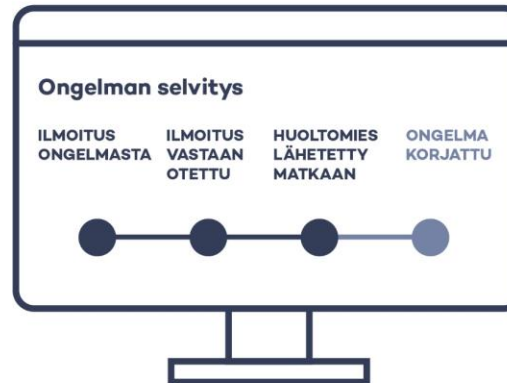 Ongelman selvitys
ILMOITUS
ONGELMASTA
ILMOITUS
VASTAAN
OTETTU
HUOLTOMIES
LÄHETETTY
MATKAAN
ONGELMA
KORJATTU